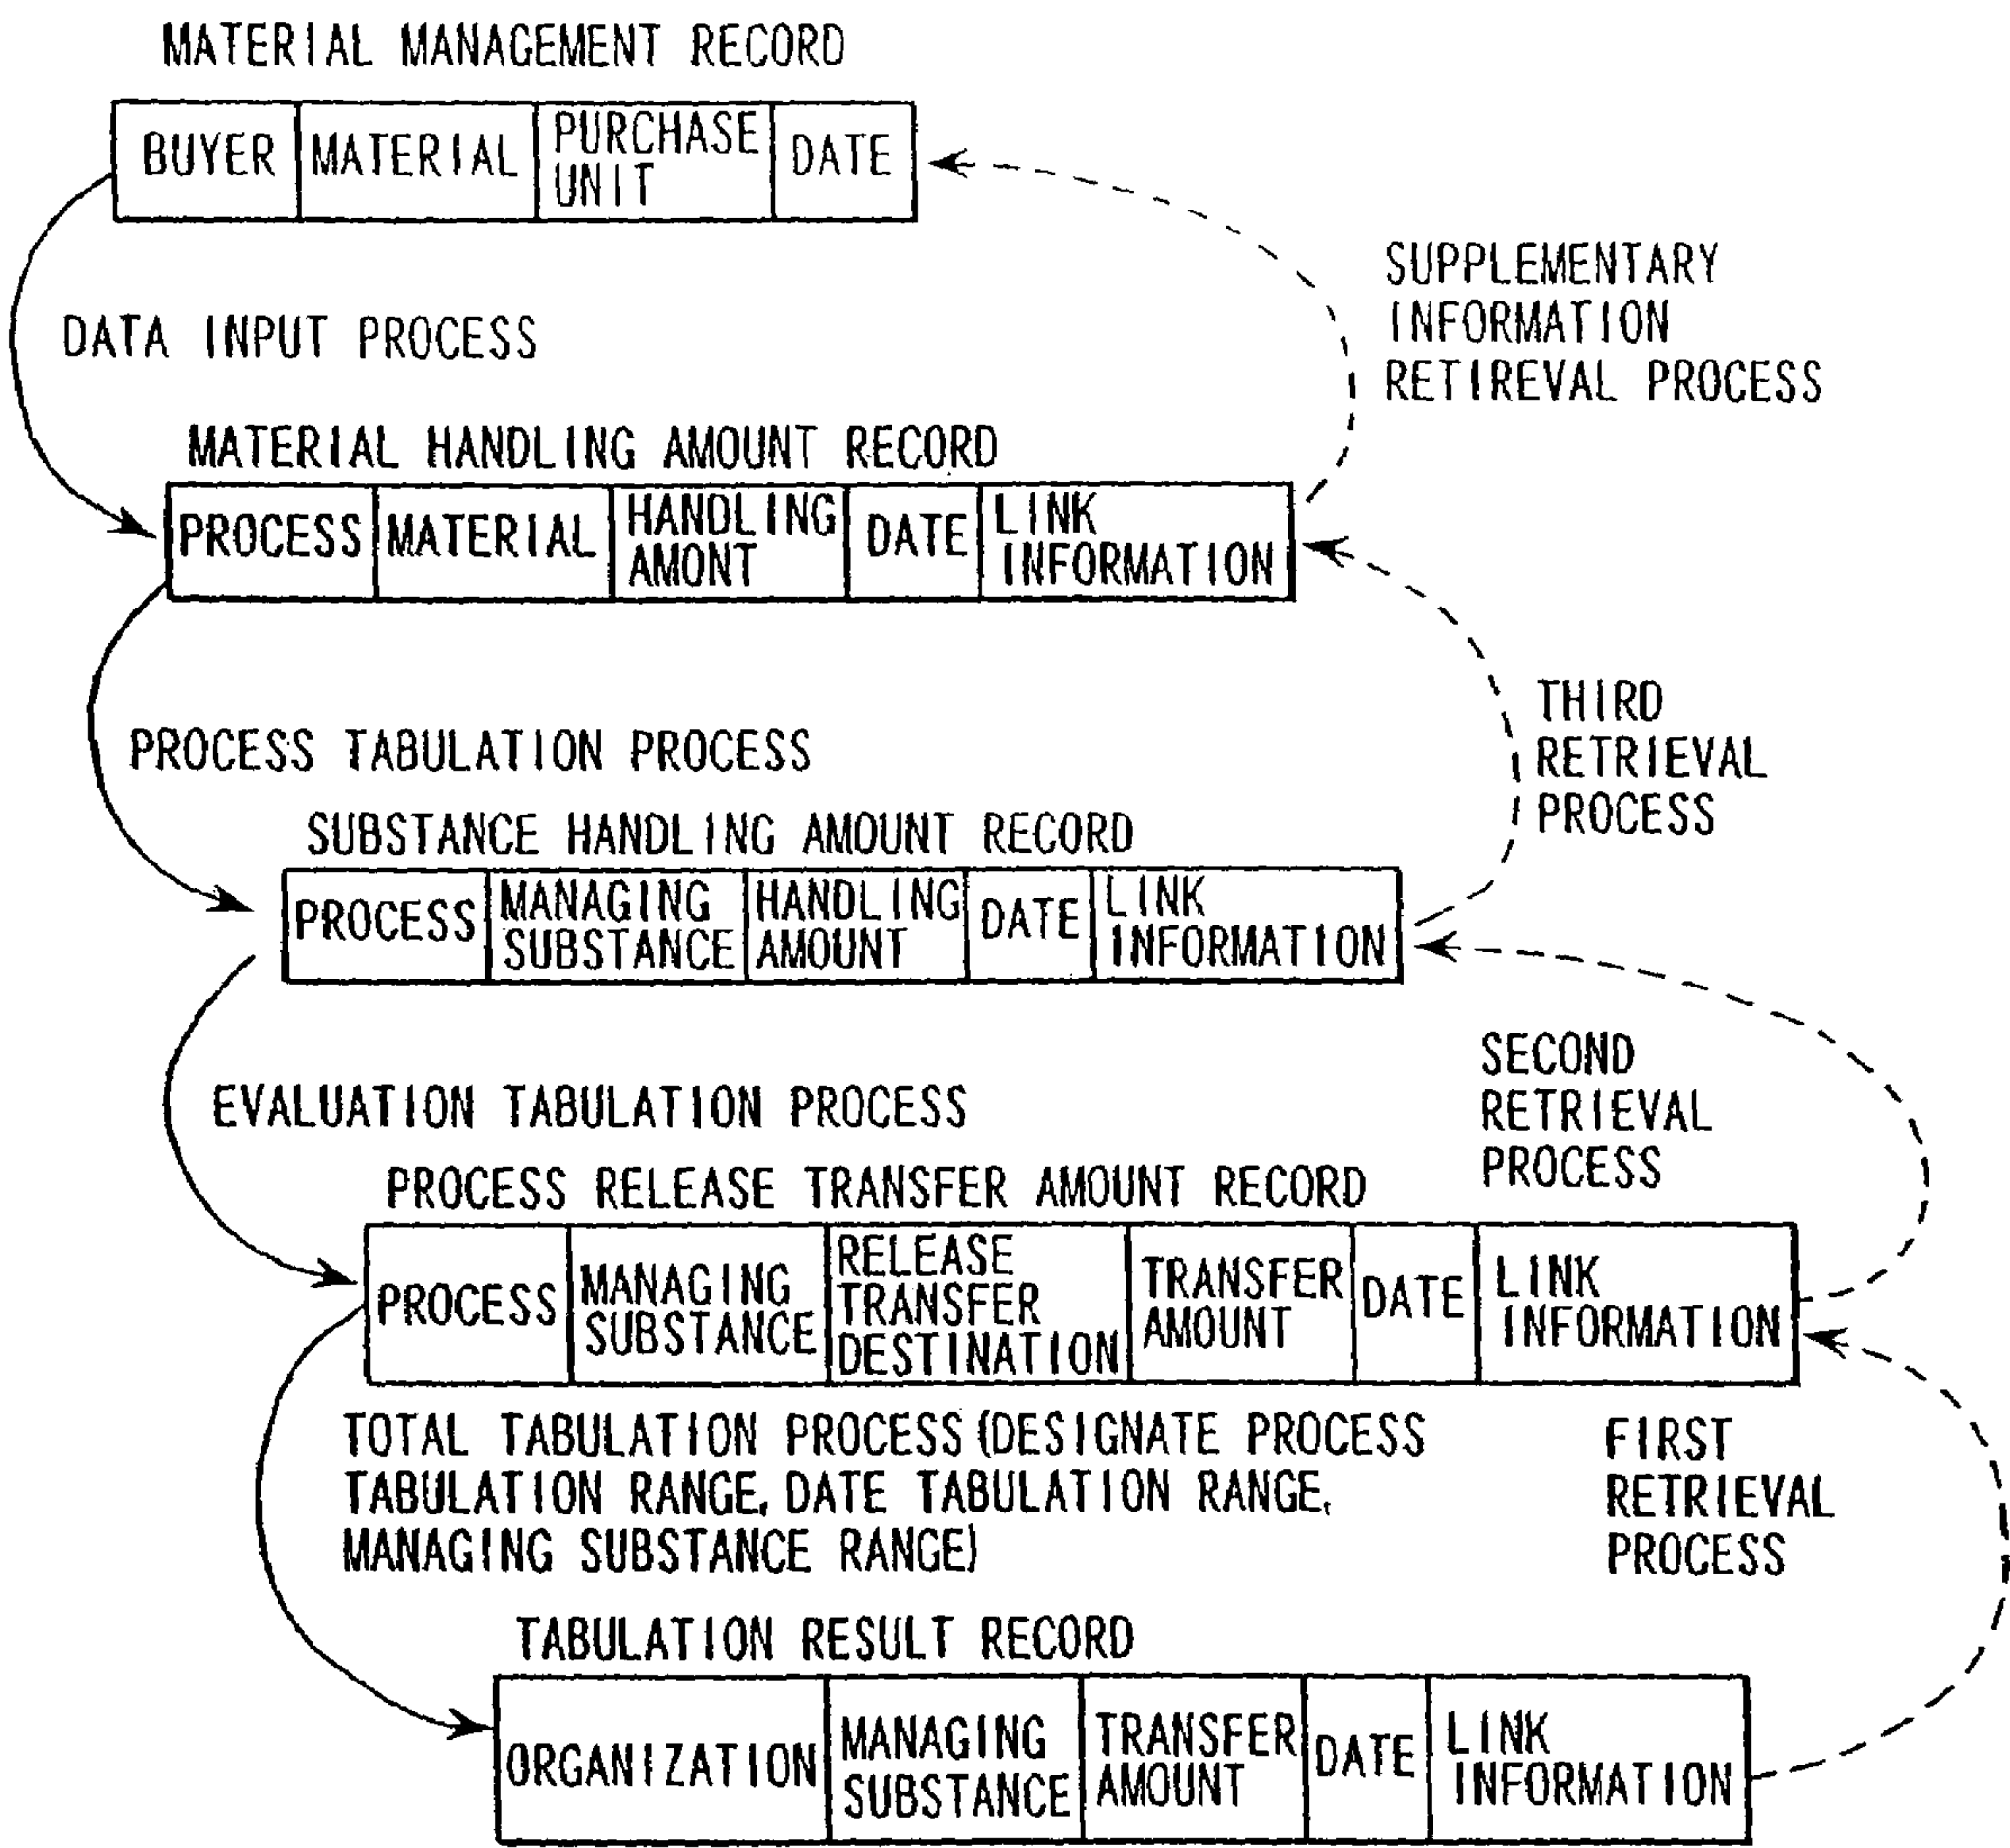 MATERIAL MANAGEMENT RECORD
BUYER
MATERIAL
PURCHASE
UNIT
DATE
SUPPLEMENTARY
INFORMATION
RETIREVAL PROCESS
DATA INPUT PROCESS
MATERIAL HANDLING AMOUNT RECORD
PROCESS
MATERIAL
HANDLING
AMONT
DATE
LINK
INFORMATION
THIRD
RETRIEVAL
PROCESS
PROCESS TABULATION PROCESS
SUBSTANCE HANDLING AMOUNT RECORD
PROCESS
MANAGING
SUBSTANCE
HANDLING
AMOUNT
DATE
LINK
INFORMATION
SECOND
RETRIEVAL
PROCESS
EVALUATION TABULATION PROCESS
PROCESS RELEASE TRANSFER AMOUNT RECORD
PROCESS
MANAGING
SUBSTANCE
RELEASE
TRANSFER
DESTINATION
TRANSFER
AMOUNT
DATE
LINK
INFORMATION
TOTAL TABULATION PROCESS (DESIGNATE PROCESS
TABULATION RANGE, DATE TABULATION RANGE,
MANAGING SUBSTANCE RANGE)
FIRST
RETRIEVAL
PROCESS
TABULATION RESULT RECORD
ORGANIZATION
MANAGING
SUBSTANCE
TRANSFER
AMOUNT
DATE
LINK
INFORMATION